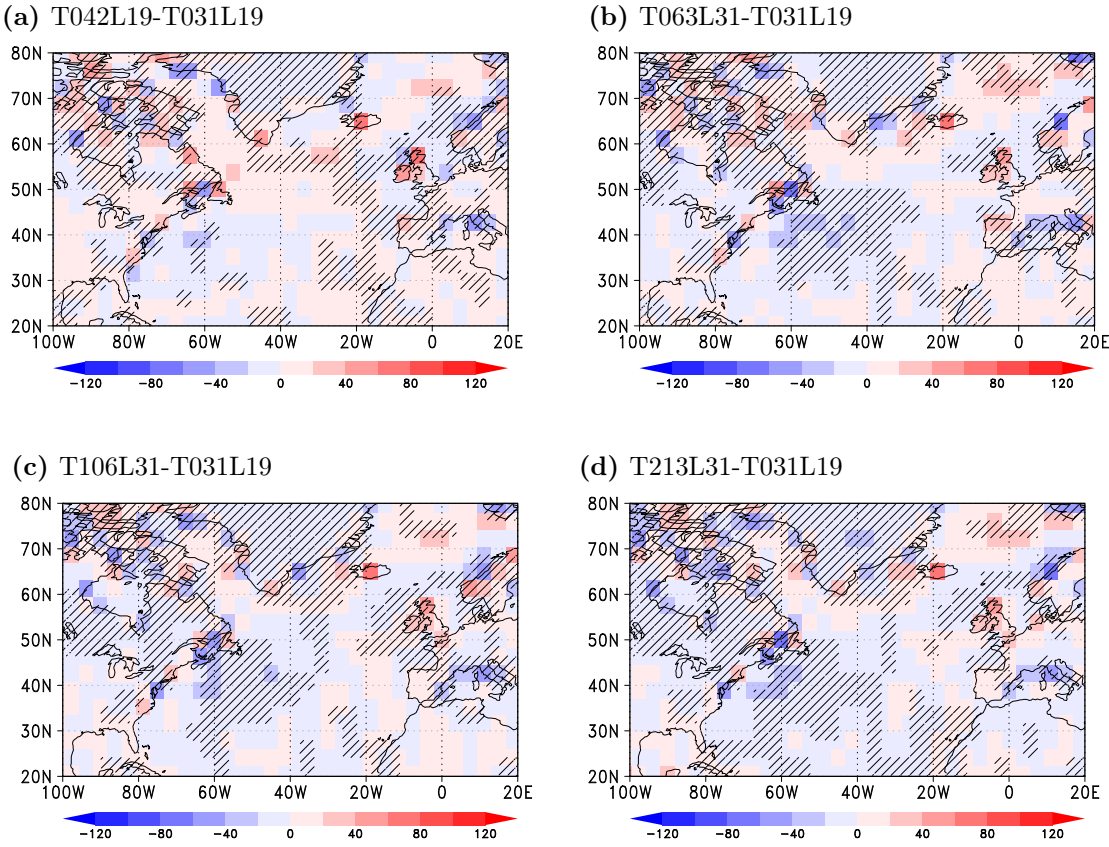 (a) T042L19-T031L19
80N
70N
60N
50N
40N
30N
20N
100W 80W 60W 40W 20W 0 20E
−120 −80 −40 0 40 80 120
(b) T063L31-T031L19
80N
70N
60N
50N
40N
30N
20N
100W 80W 60W 40W 20W 0 20E
−120 −80 −40 0 40 80 120
(c) T106L31-T031L19
80N
70N
60N
50N
40N
30N
20N
100W 80W 60W 40W 20W 0 20E
−120 −80 −40 0 40 80 120
(d) T213L31-T031L19
80N
70N
60N
50N
40N
30N
20N
100W 80W 60W 40W 20W 0 20E
−120 −80 −40 0 40 80 120